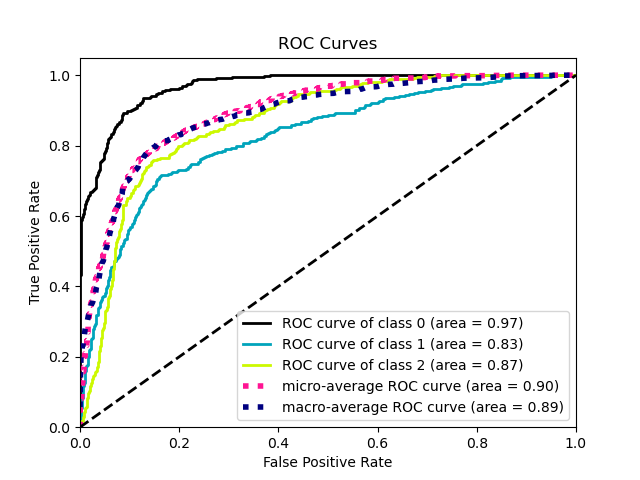 ROC Curves
True Positive Rate
1.0
0.8
0.6
0.4
0.2
0.0
ROC curve of class 0 (area = 0.97)
ROC curve of class 1 (area = 0.83)
ROC curve of class 2 (area = 0.87)
micro-average ROC curve (area = 0.90)
macro-average ROC curve (area = 0.89)
0.0 0.2 0.4 0.6 0.8 1.0
False Positive Rate